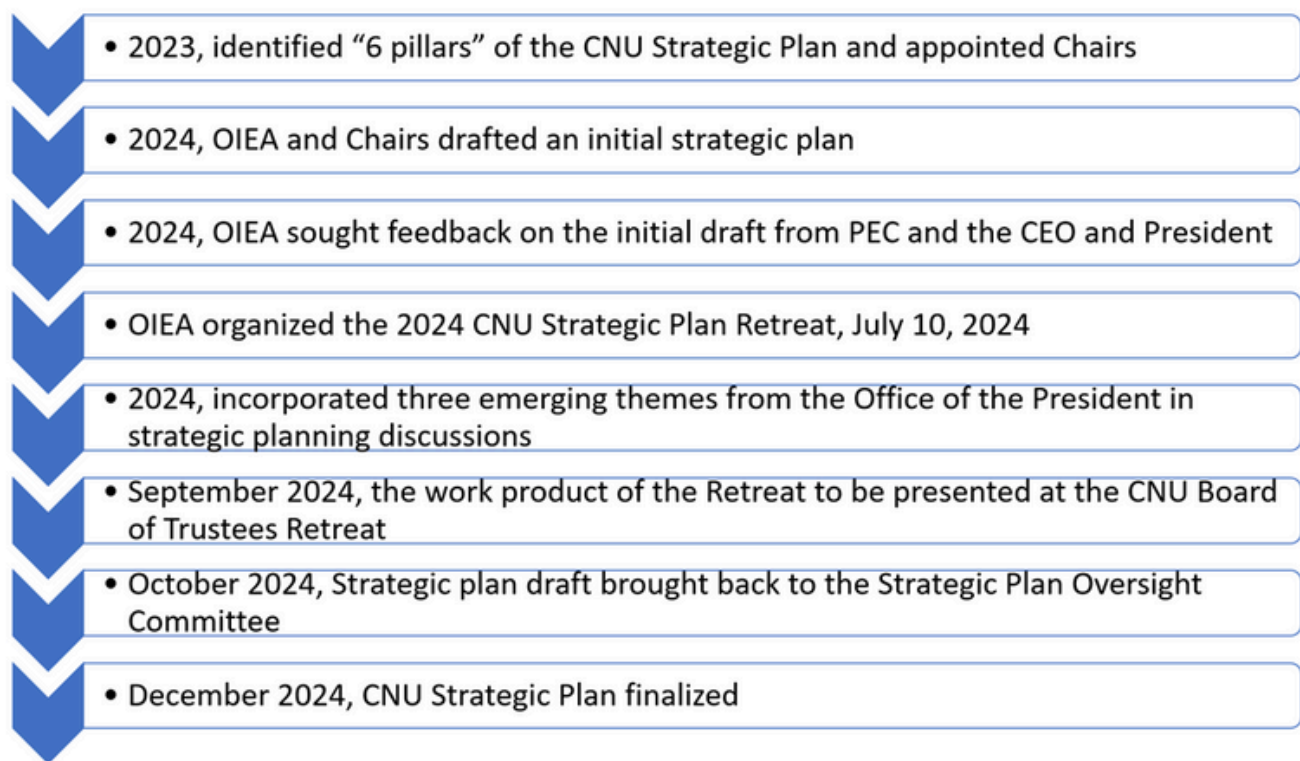 • 2023, identified “6 pillars” of the CNU Strategic Plan and appointed Chairs
• 2024, OIEA and Chairs drafted an initial strategic plan
• 2024, OIEA sought feedback on the initial draft from PEC and the CEO and President
• OIEA organized the 2024 CNU Strategic Plan Retreat, July 10, 2024
• 2024, incorporated three emerging themes from the Office of the President in
strategic planning discussions
• September 2024, the work product of the Retreat to be presented at the CNU Board
of Trustees Retreat
• October 2024, Strategic plan draft brought back to the Strategic Plan Oversight
Committee
• December 2024, CNU Strategic Plan finalized